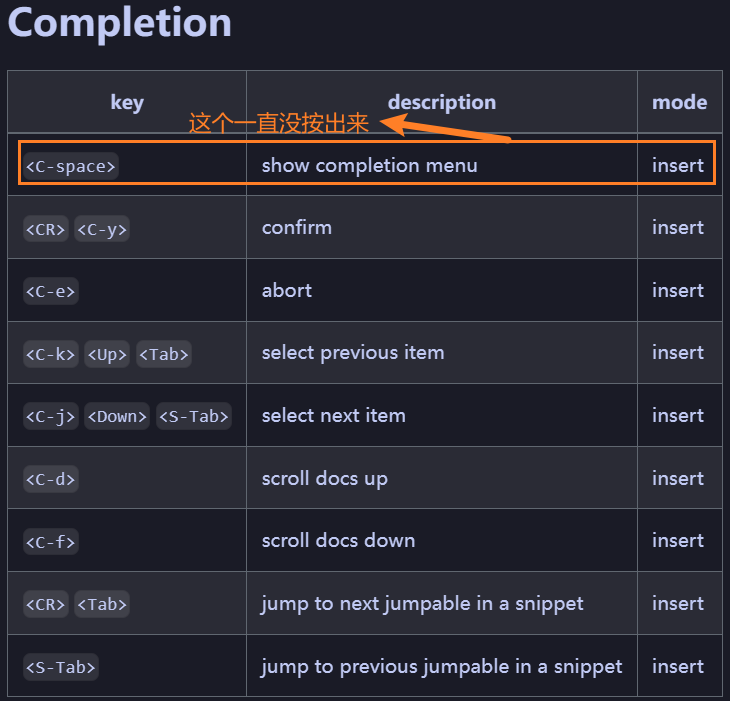 Completion
key description mode
这个一直没按出来
<C-space> show completion menu insert
<CR> <C-y> confirm insert
<C-e> abort insert
<C-k> <Up> <Tab> select previous item insert
<C-j> <Down> <S-Tab> select next item insert
<C-d> scroll docs up insert
<C-f> scroll docs down insert
<CR> <Tab> jump to next jumpable in a snippet insert
<S-Tab> jump to previous jumpable in a snippet insert